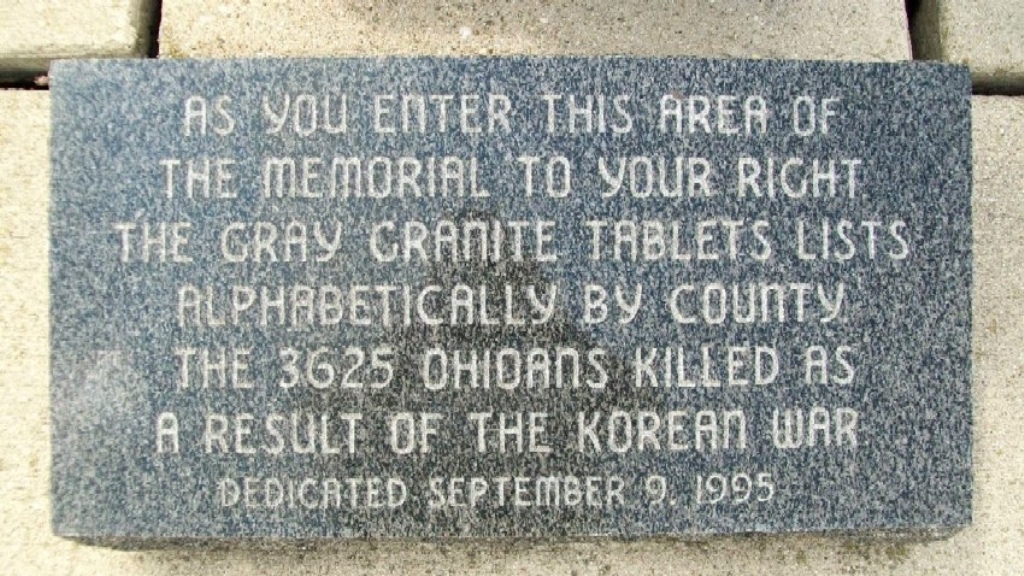 AS YOU ENTER THIS AREA OF
THE MEMORIAL TO YOUR RIGHT
THE GRAY GRANITE TABLETS LISTS
ALPHABETICALLY BY COUNTY
THE 3625 OHIOANS KILLED AS
A RESULT OF THE KOREAN WAR
DEDICATED SEPTEMBER 9, 1995